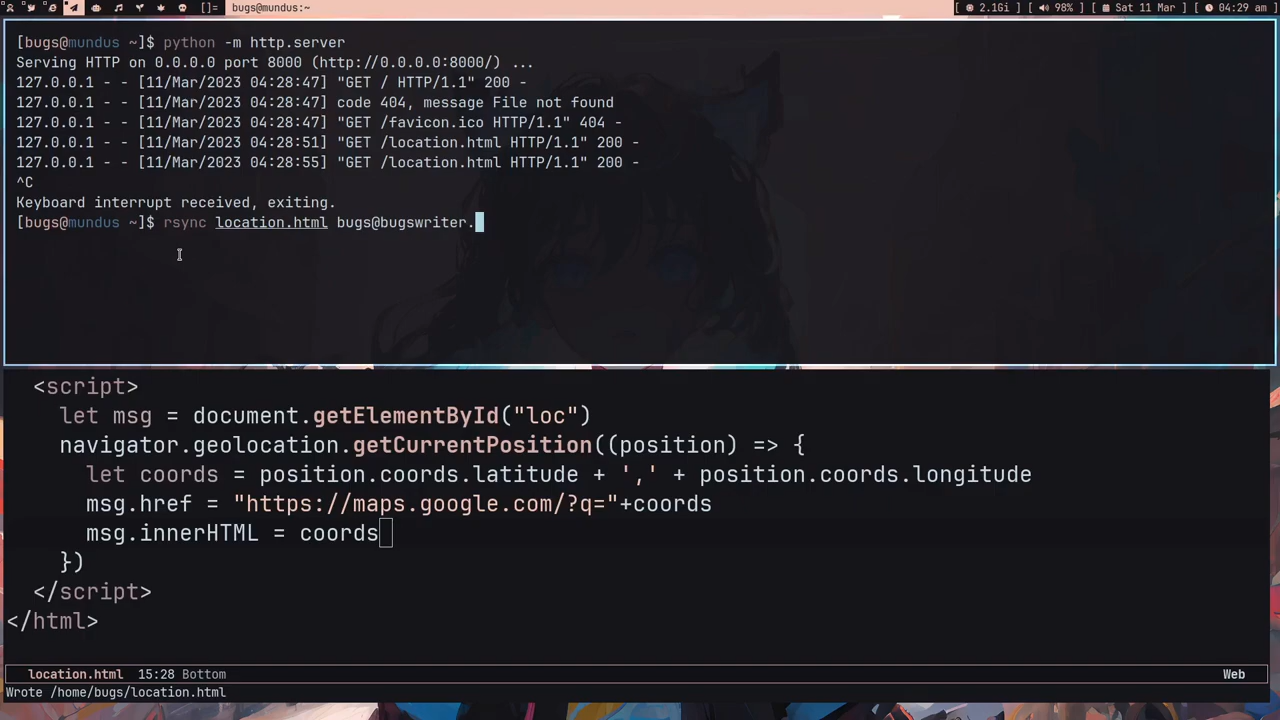 []= bugs@mundus:~ 2.1Gi 98% Sat 11 Mar 04:29 am
[bugs@mundus ~]$ python -m http.server
Serving HTTP on 0.0.0.0 port 8000 (http://0.0.0.0:8000/) ...
127.0.0.1 - - [11/Mar/2023 04:28:47] "GET / HTTP/1.1" 200 -
127.0.0.1 - - [11/Mar/2023 04:28:47] code 404, message File not found
127.0.0.1 - - [11/Mar/2023 04:28:47] "GET /favicon.ico HTTP/1.1" 404 -
127.0.0.1 - - [11/Mar/2023 04:28:51] "GET /location.html HTTP/1.1" 200 -
127.0.0.1 - - [11/Mar/2023 04:28:55] "GET /location.html HTTP/1.1" 200 -
^C
Keyboard interrupt received, exiting.
[bugs@mundus ~]$ rsync location.html bugs@bugswriter.
<script>
let msg = document.getElementById("loc")
navigator.geolocation.getCurrentPosition((position) => {
let coords = position.coords.latitude + ',' + position.coords.longitude
msg.href = "https://maps.google.com/?q="+coords
msg.innerHTML = coords
})
</script>
</html>
location.html 15:28 Bottom Web
Wrote /home/bugs/location.html